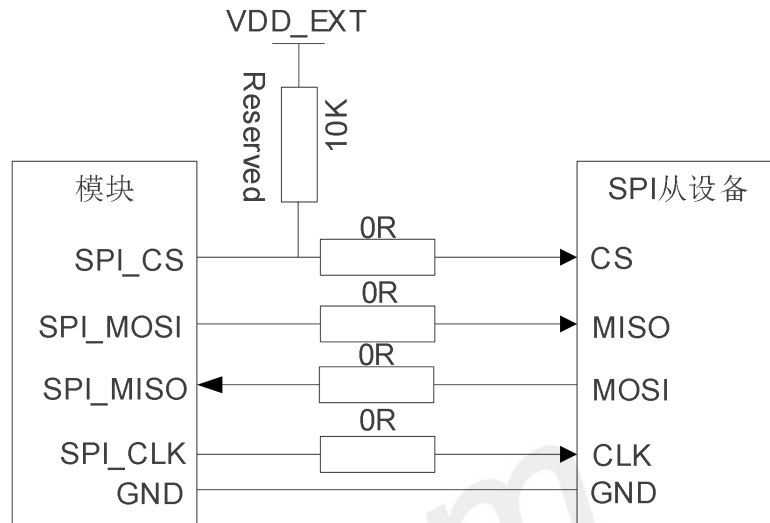 VDD_EXT
Reserved
10K
模块
SPI从设备
0R
SPI_CS
CS
0R
SPI_MOSI
MISO
0R
SPI_MISO
MOSI
0R
SPI_CLK
CLK
GND
GND